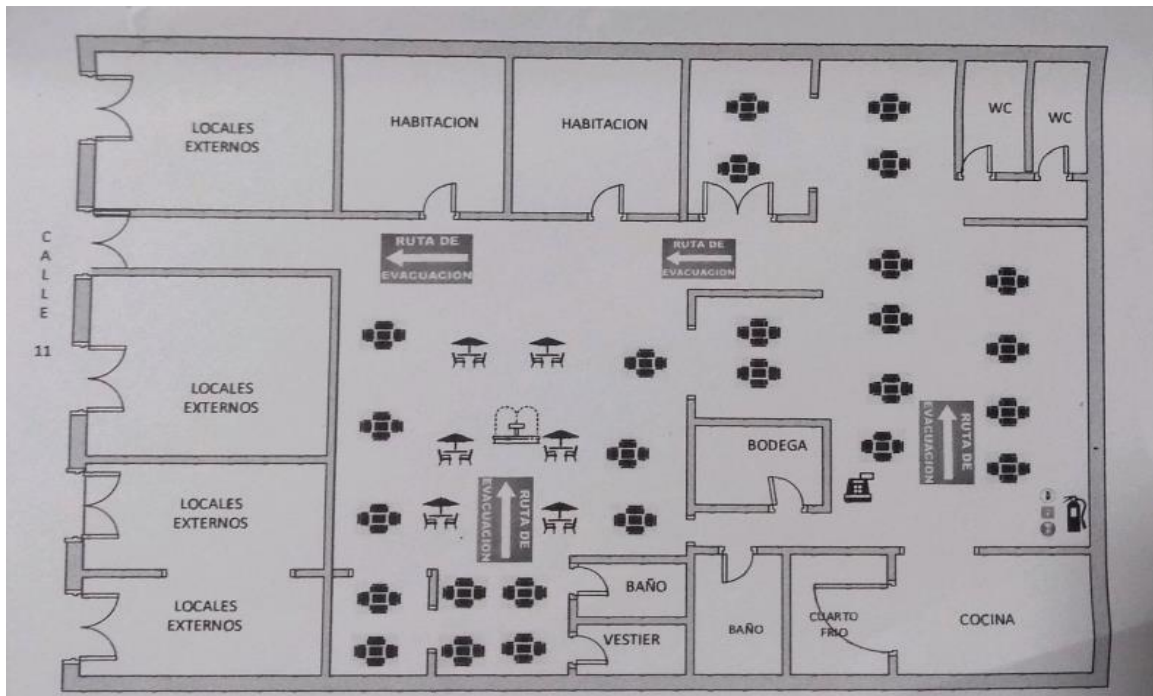 LOCALES
EXTERNOS
HABITACION
HABITACION
WC
WC
CALLE
11
RUTA DE
EVACUACION
RUTA DE
EVACUACION
LOCALES
EXTERNOS
RUTA DE
EVACUACION
BODEGA
LOCALES
EXTERNOS
RUTA DE
EVACUACION
LOCALES
EXTERNOS
BAÑO
VESTIER
BAÑO
CUARTO
FRIO
COCINA